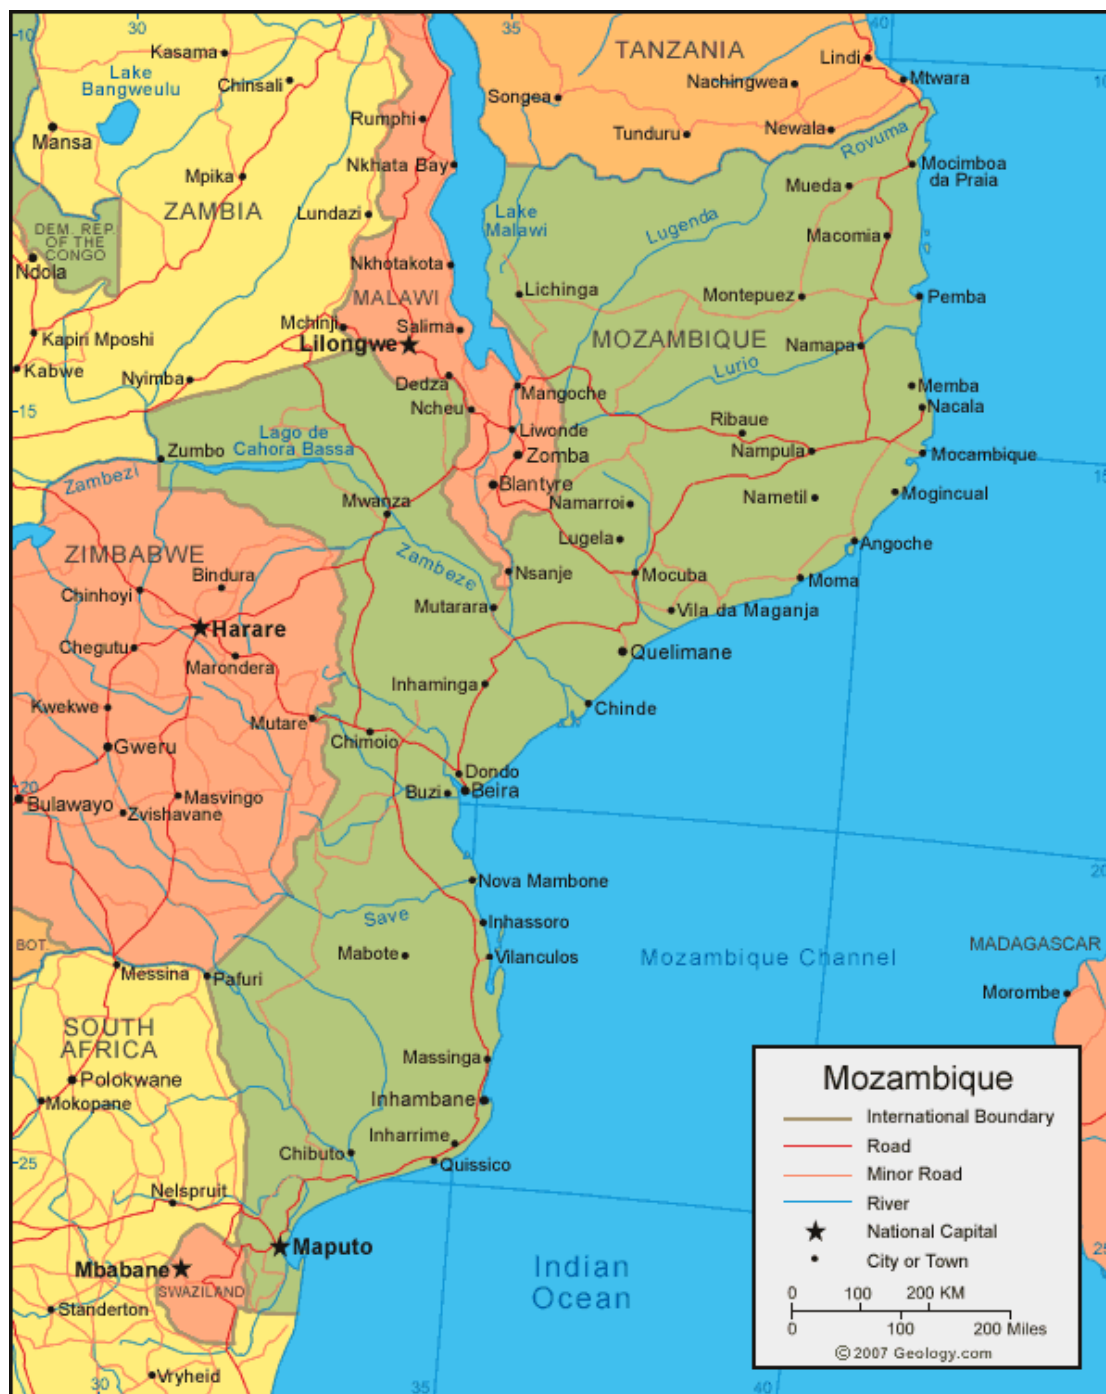 10
30
35
40
Kasama
TANZANIA
Lindi
Lake
Bangweulu
Chinsali
Nachingwea
Mtwara
10
Songea
Rumphi
Mansa
Tunduru
Newala
Rovuma
Nkhata Bay
Mocimboa
da Praia
Mpika
Mueda
ZAMBIA
Lundazi
Lake
Malawi
Lugenda
DEM. REP.
OF THE
CONGO
Macomia
Ndola
Nkhotakota
MALAWI
Lichinga
Montepuez
Pemba
Mchinji
Salima
Kapiri Mposhi
Lilongwe
MOZAMBIQUE
Namapa
Kabwe
Nyimba
Dedza
Lurio
Mangoche
Memba
15
Ncheu
Nacala
Ribaue
Lago de
Cahora Bassa
Liwonde
Zumbo
Zomba
Nampula
Mocambique
15
Zambezi
Blantyre
Mwanza
Namarroi
Nametil
Mogincual
Lugela
Angoche
ZIMBABWE
Zambeze
Bindura
Nsanje
Mocuba
Moma
Chinhoyi
Mutarara
Vila da Maganja
Harare
Chegutu
Marondera
Quelimane
Inhaminga
Kwekwe
Mutare
Chinde
Chimoio
Gweru
Dondo
20
Bulawayo
Masvingo
Buzi
Beira
Zvishavane
20
Nova Mambone
Save
Inhassoro
BOT.
Mabote
Vilanculos
Mozambique Channel
MADAGASCAR
Messina
Pafuri
Morombe
SOUTH
AFRICA
Massinga
Polokwane
Mokopane
Inhambane
Inharrime
Chibuto
Quissico
25
Nelspruit
Maputo
25
Mbabane
SWAZILAND
Indian
Ocean
Standerton
Vryheid
30
35
40
Mozambique
International Boundary
Road
Minor Road
River
National Capital
City or Town
0 100 200 KM
0 100 200 Miles
© 2007 Geology.com